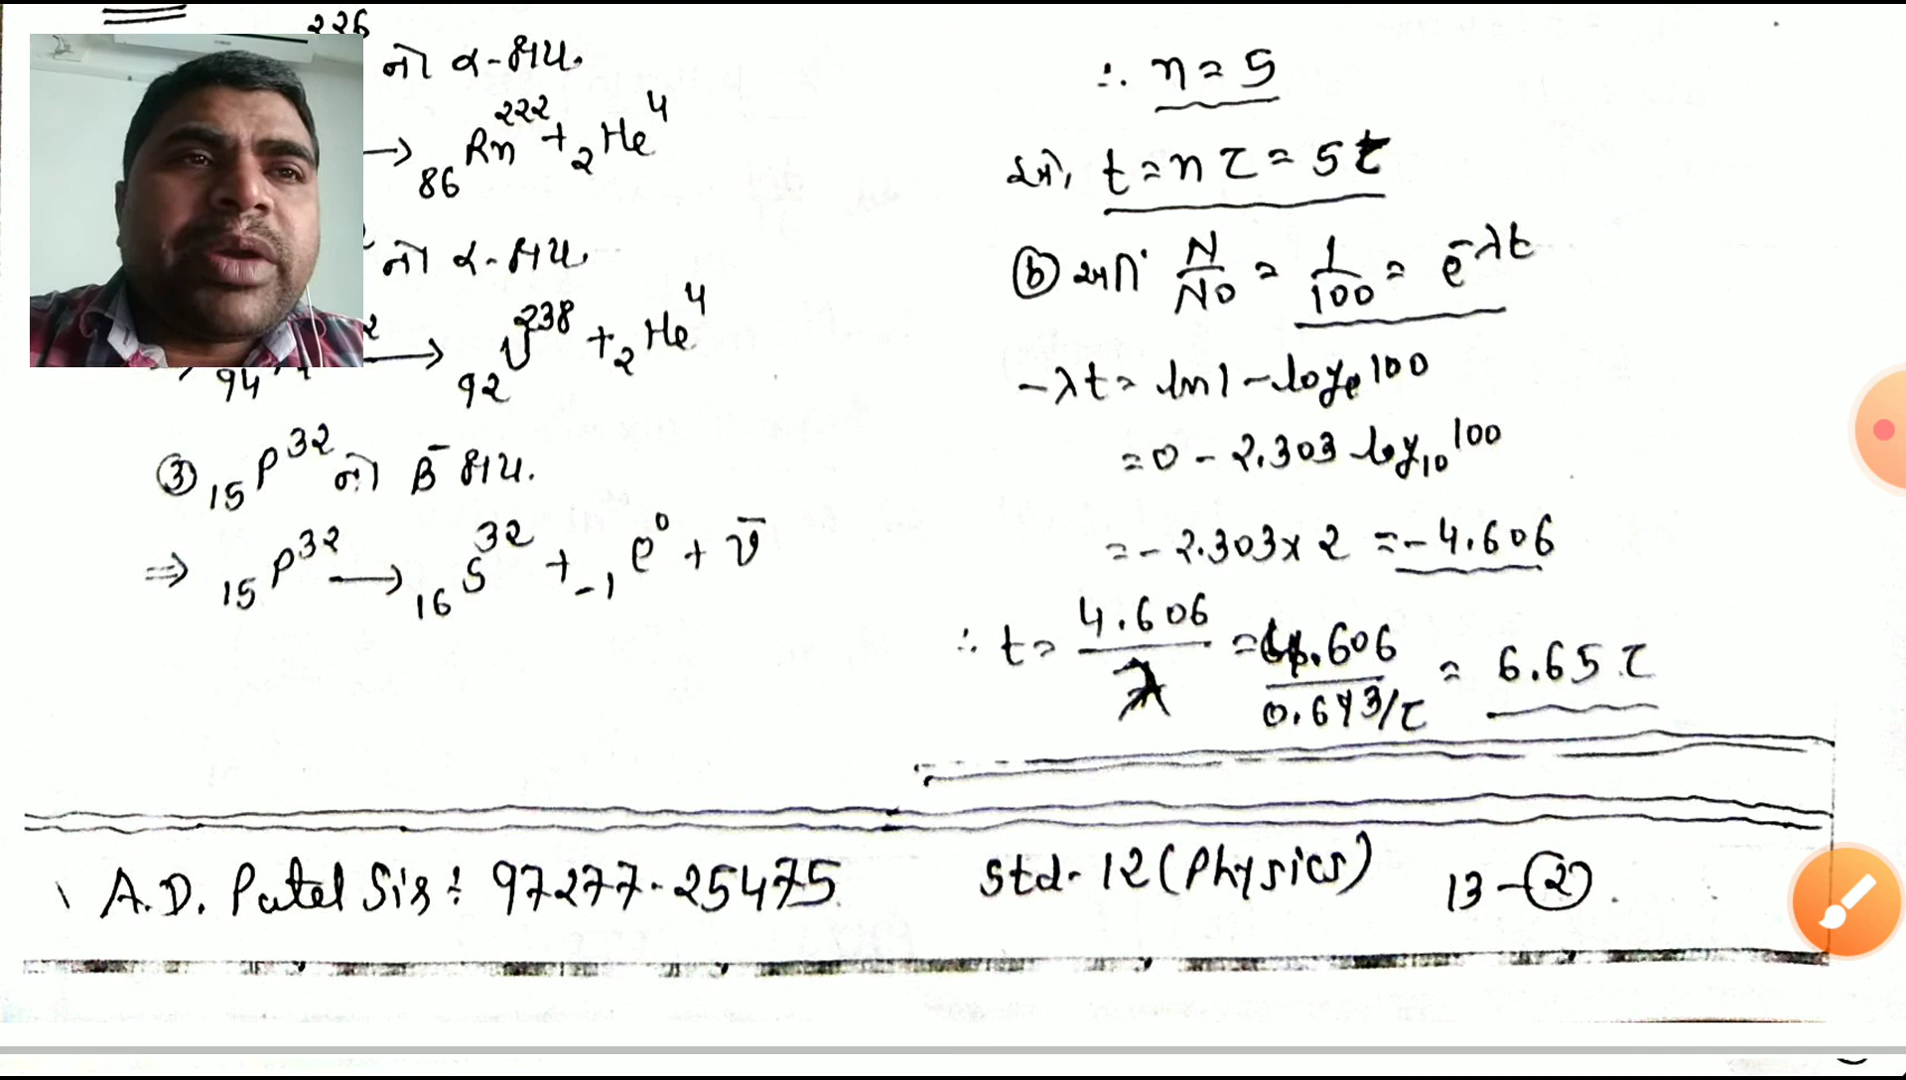 226
નો α-ક્ષય.
→ ₈₆Rn²²² + ₂He⁴
નો α-ક્ષય.
94 → ₉₂U²³⁸ + ₂He⁴
③ ₁₅P³² નો β⁻ ક્ષય.
⇒ ₁₅P³² → ₁₆S³² + ₋₁e⁰ + ν̄
∴ n = 5
t = nτ = 5τ
ⓑ N/N0 = 1/100 = e^-λt
-λt = ln1 - logₑ100
= 0 - 2.303 log₁₀100
= - 2.303 x 2 = - 4.606
∴ t = 4.606/λ = 4.606/0.693/τ = 6.65 τ
A.D. Patel Sir : 97277-25475
Std-12 (Physics) 13-②.